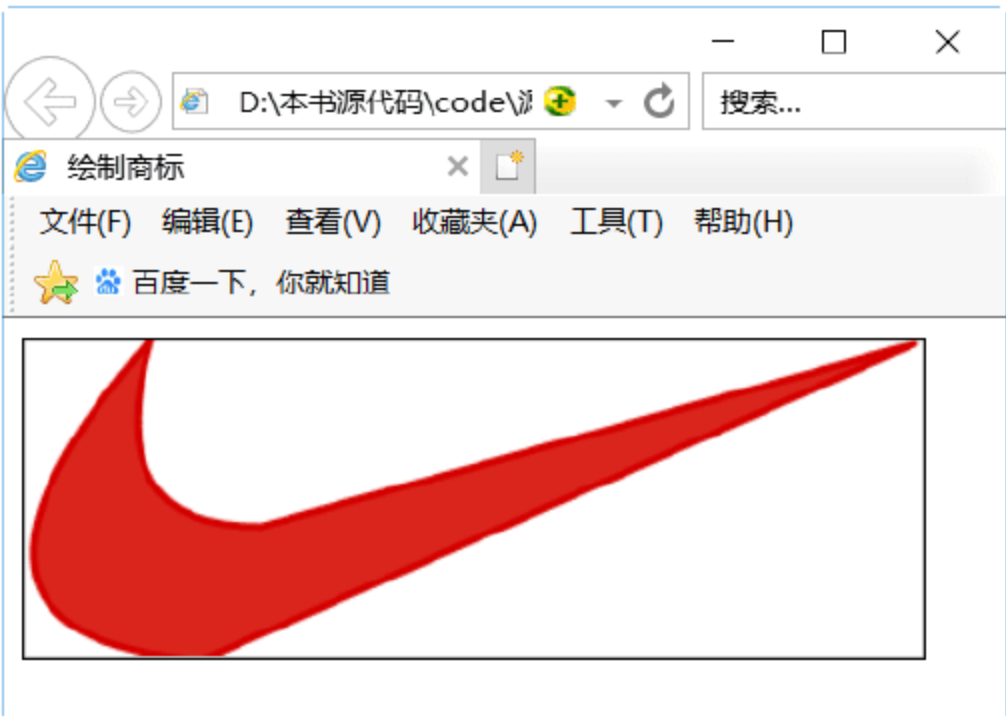 D:\本书源代码\code\源 搜索...
绘制商标
文件(F) 编辑(E) 查看(V) 收藏夹(A) 工具(T) 帮助(H)
百度一下，你就知道